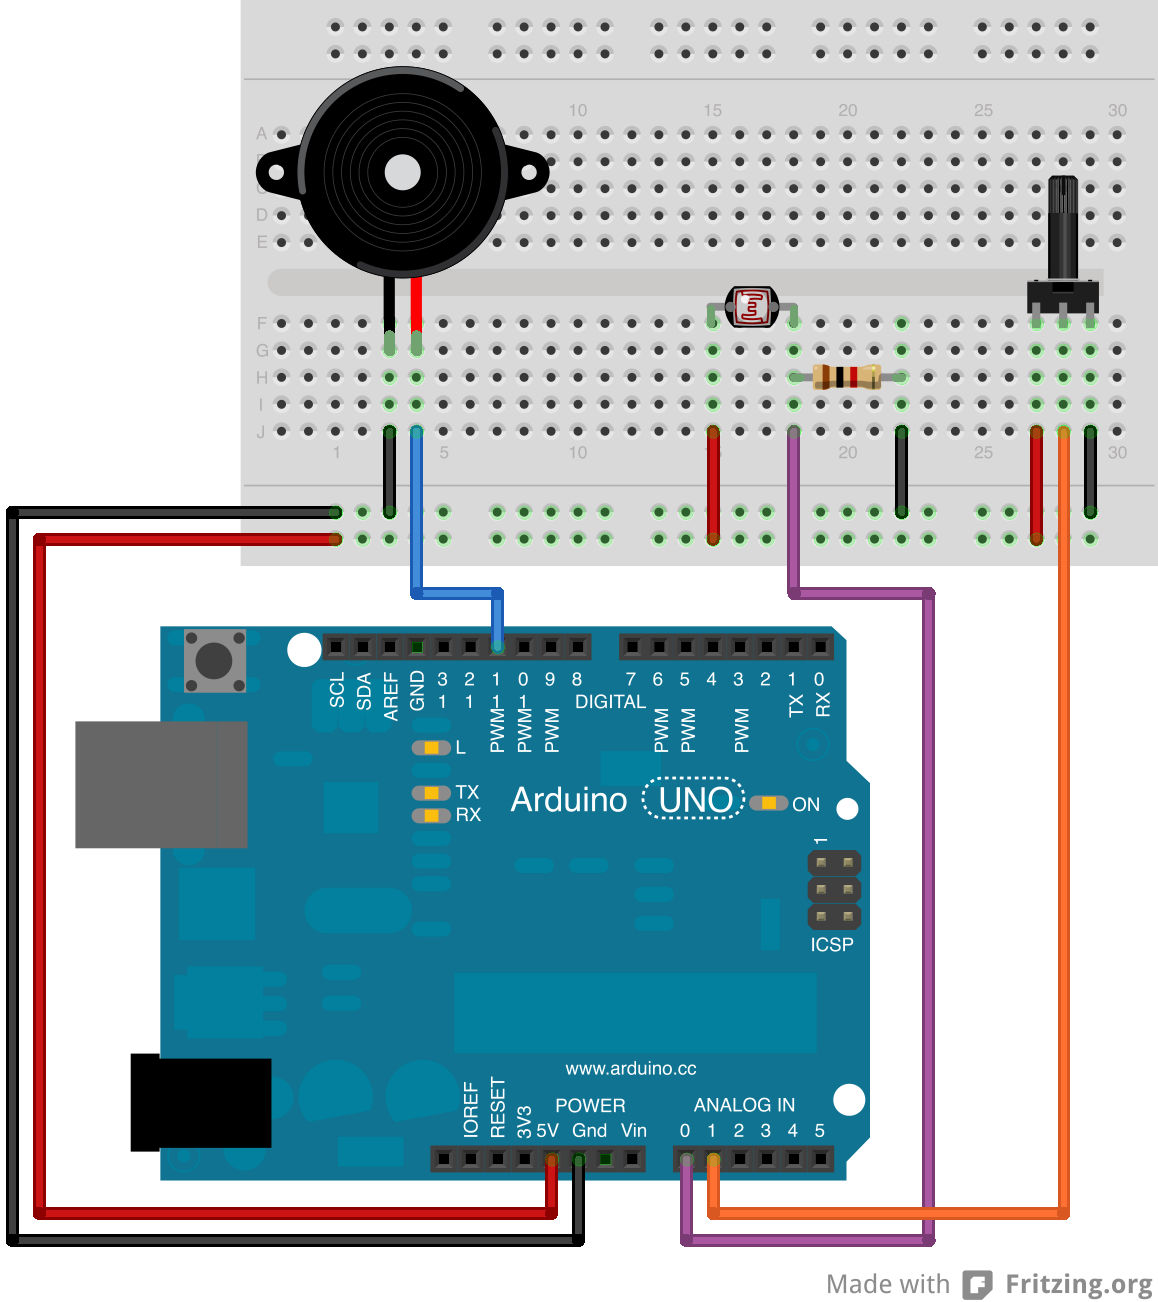 10 15 20 25 30
A
C
D
E
F
G
H
I
J
1 5 10 15 20 25 30
SCL SDA AREF GND 13 12 PWM 11 PWM 10 PWM 9 8
7 PWM 6 PWM 5 4 PWM 3 2 TX 1 RX 0
DIGITAL
L
TX
RX
Arduino UNO
ON
1
ICSP
www.arduino.cc
POWER
ANALOG IN
IOREF RESET 3V3 5V Gnd Vin
0 1 2 3 4 5
Made with Fritzing.org